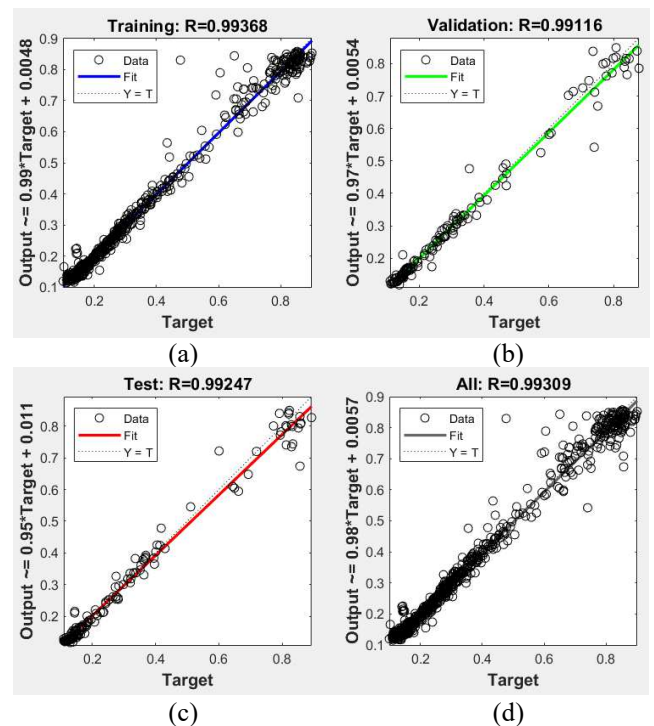 Training: R=0.99368
Output ~= 0.99*Target + 0.0048
0.9
0.8
0.7
0.6
0.5
0.4
0.3
0.2
0.1
Data
Fit
Y = T
0.2 0.4 0.6 0.8
Target
(a)
Validation: R=0.99116
Output ~= 0.97*Target + 0.0054
0.8
0.7
0.6
0.5
0.4
0.3
0.2
Data
Fit
Y = T
0.2 0.4 0.6 0.8
Target
(b)
Test: R=0.99247
Output ~= 0.95*Target + 0.011
0.8
0.7
0.6
0.5
0.4
0.3
0.2
Data
Fit
Y = T
0.2 0.4 0.6 0.8
Target
(c)
All: R=0.99309
Output ~= 0.98*Target + 0.0057
0.9
0.8
0.7
0.6
0.5
0.4
0.3
0.2
0.1
Data
Fit
Y = T
0.2 0.4 0.6 0.8
Target
(d)